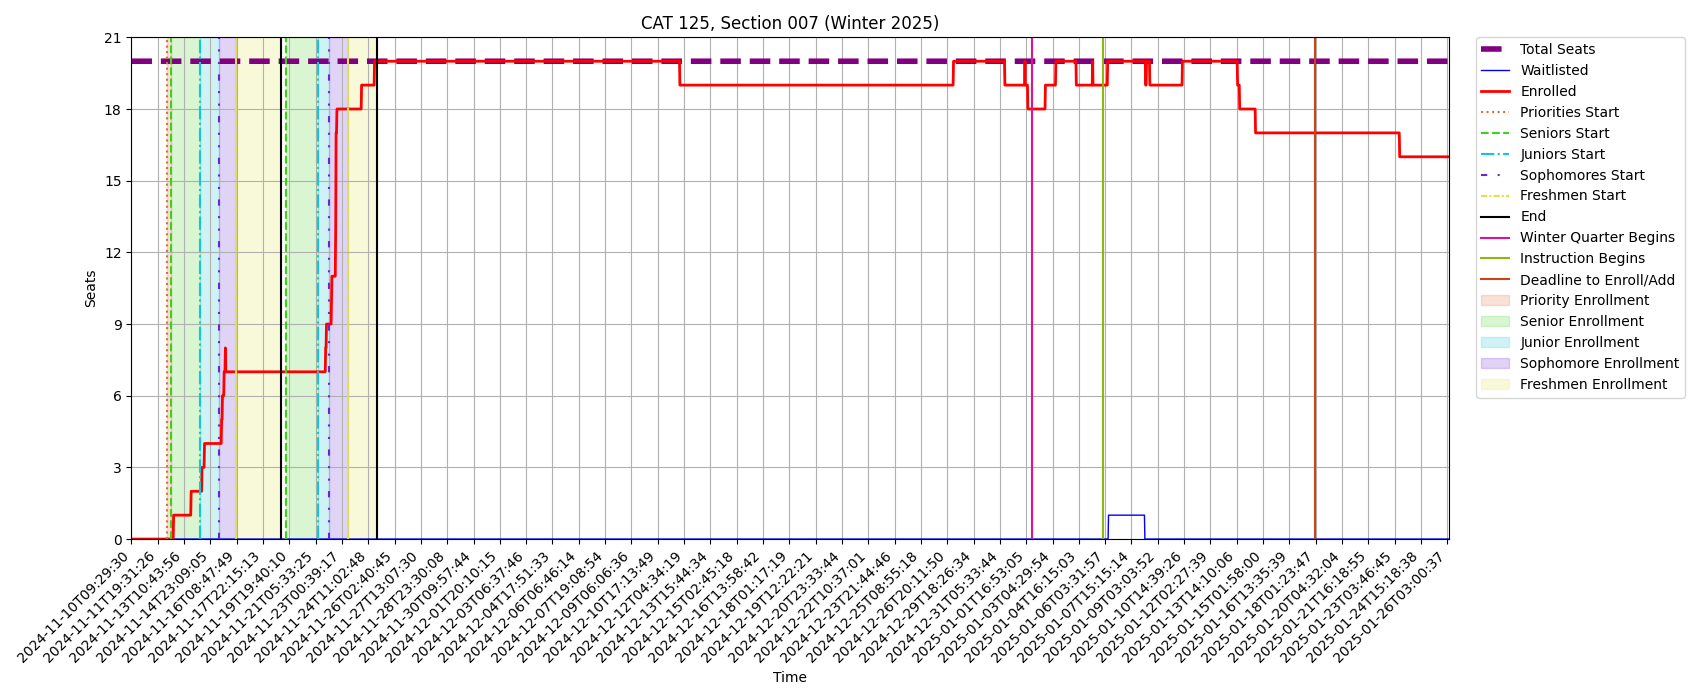 CAT 125, Section 007 (Winter 2025)
21
18
15
12
9
6
3
0
Seats
2024-11-10T09:29:30
2024-11-11T19:31:26
2024-11-13T10:43:56
2024-11-14T23:09:05
2024-11-16T08:47:49
2024-11-17T22:15:13
2024-11-19T19:40:10
2024-11-21T05:33:25
2024-11-23T00:39:17
2024-11-24T11:02:48
2024-11-26T02:40:45
2024-11-27T13:07:30
2024-11-28T23:30:08
2024-11-30T09:57:44
2024-12-01T20:10:15
2024-12-03T06:37:46
2024-12-04T17:51:33
2024-12-06T06:46:14
2024-12-07T19:08:54
2024-12-09T06:06:36
2024-12-10T17:13:49
2024-12-12T04:34:19
2024-12-13T15:44:34
2024-12-15T02:45:18
2024-12-16T13:58:42
2024-12-18T01:17:19
2024-12-19T12:22:21
2024-12-20T23:33:44
2024-12-22T10:37:01
2024-12-23T21:44:46
2024-12-25T08:55:18
2024-12-26T20:11:50
2024-12-29T18:26:34
2024-12-31T05:33:44
2025-01-01T16:53:05
2025-01-03T04:29:54
2025-01-04T16:15:03
2025-01-06T03:31:57
2025-01-07T15:15:14
2025-01-09T03:03:52
2025-01-10T14:39:26
2025-01-12T02:27:39
2025-01-13T14:10:06
2025-01-15T01:58:00
2025-01-16T13:35:39
2025-01-18T01:23:47
2025-01-20T04:32:04
2025-01-21T16:18:55
2025-01-23T03:46:45
2025-01-24T15:18:38
2025-01-26T03:00:37
Time
Total Seats
Waitlisted
Enrolled
Priorities Start
Seniors Start
Juniors Start
Sophomores Start
Freshmen Start
End
Winter Quarter Begins
Instruction Begins
Deadline to Enroll/Add
Priority Enrollment
Senior Enrollment
Junior Enrollment
Sophomore Enrollment
Freshmen Enrollment